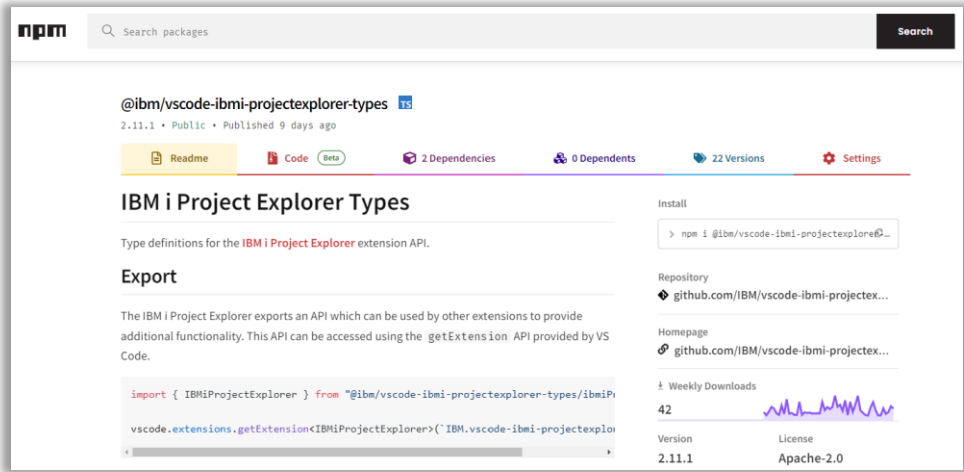 npm
Search packages
Search
@ibm/vscode-ibmi-projectexplorer-types TS
2.11.1 • Public • Published 9 days ago
Readme
Code Beta
2 Dependencies
0 Dependents
22 Versions
Settings
IBM i Project Explorer Types
Type definitions for the IBM i Project Explorer extension API.
Export
The IBM i Project Explorer exports an API which can be used by other extensions to provide
additional functionality. This API can be accessed using the getExtension API provided by VS
Code.
import { IBMiProjectExplorer } from "@ibm/vscode-ibmi-projectexplorer-types/ibmiPr
vscode.extensions.getExtension<IBMiProjectExplorer>(`IBM.vscode-ibmi-projectexplor
Install
> npm i @ibm/vscode-ibmi-projectexplore
Repository
github.com/IBM/vscode-ibmi-projectex...
Homepage
github.com/IBM/vscode-ibmi-projectex...
Weekly Downloads
42
Version
2.11.1
License
Apache-2.0